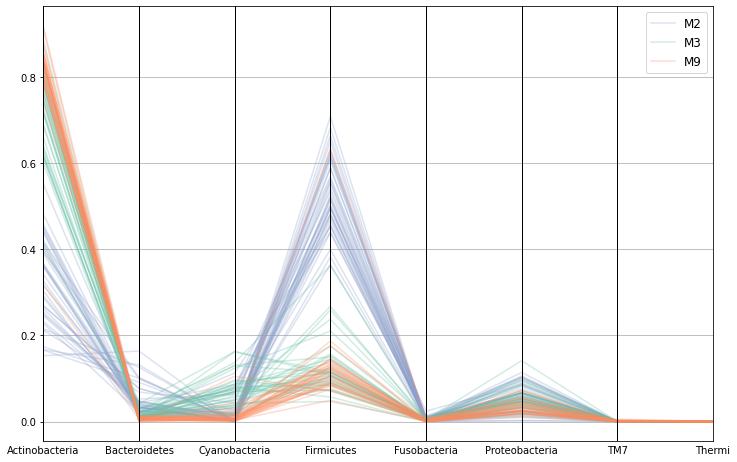 M2
M3
M9
0.8
0.6
0.4
0.2
0.0
Actinobacteria Bacteroidetes Cyanobacteria Firmicutes Fusobacteria Proteobacteria TM7 Thermi